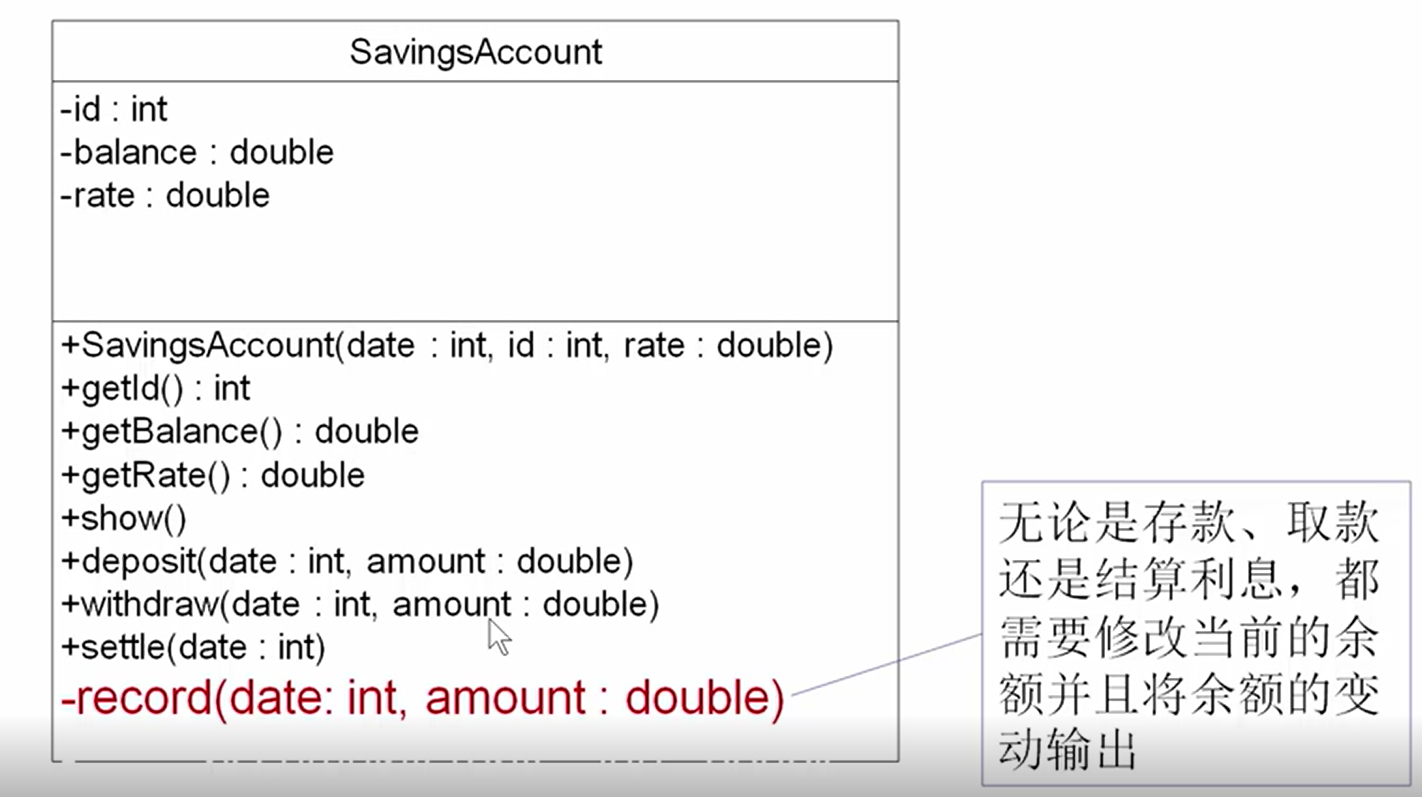 SavingsAccount
-id : int
-balance : double
-rate : double
+SavingsAccount(date : int, id : int, rate : double)
+getId() : int
+getBalance() : double
+getRate() : double
+show()
+deposit(date : int, amount : double)
+withdraw(date : int, amount : double)
+settle(date : int)
-record(date: int, amount : double)
无论是存款、取款
还是结算利息，都
需要修改当前的余
额并且将余额的变
动输出